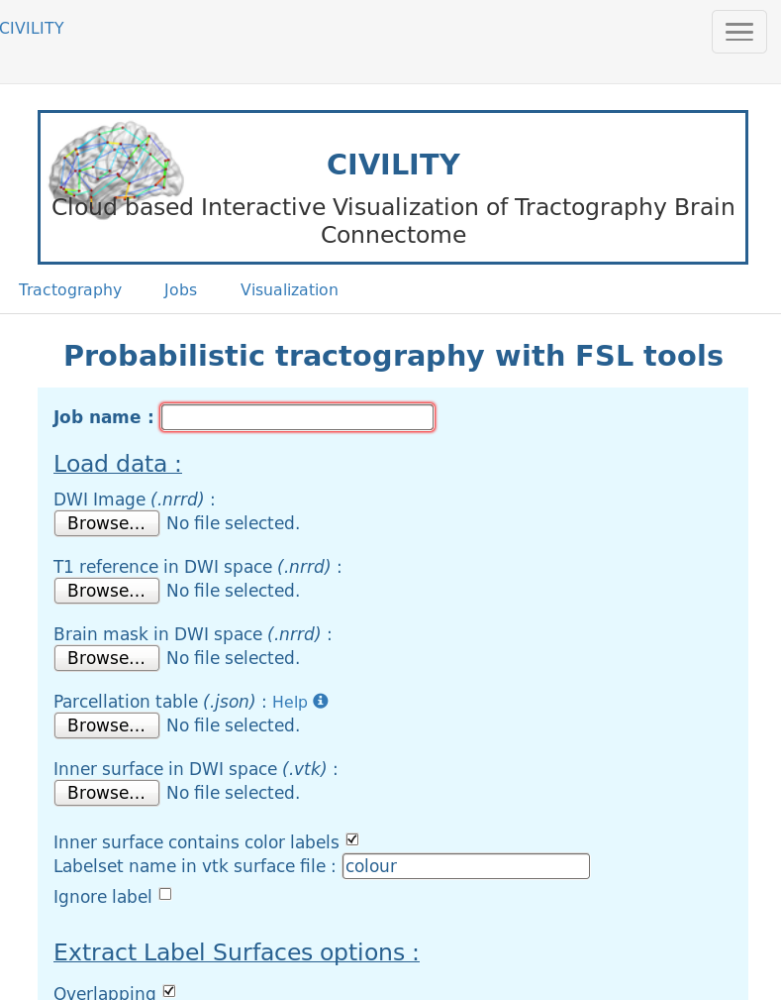 CIVILITY
CIVILITY
Cloud based Interactive Visualization of Tractography Brain
Connectome
Tractography Jobs Visualization
Probabilistic tractography with FSL tools
Job name :
Load data :
DWI Image (.nrrd) :
Browse... No file selected.
T1 reference in DWI space (.nrrd) :
Browse... No file selected.
Brain mask in DWI space (.nrrd) :
Browse... No file selected.
Parcellation table (.json) : Help
Browse... No file selected.
Inner surface in DWI space (.vtk) :
Browse... No file selected.
Inner surface contains color labels
Labelset name in vtk surface file : colour
Ignore label
Extract Label Surfaces options :
Overlapping